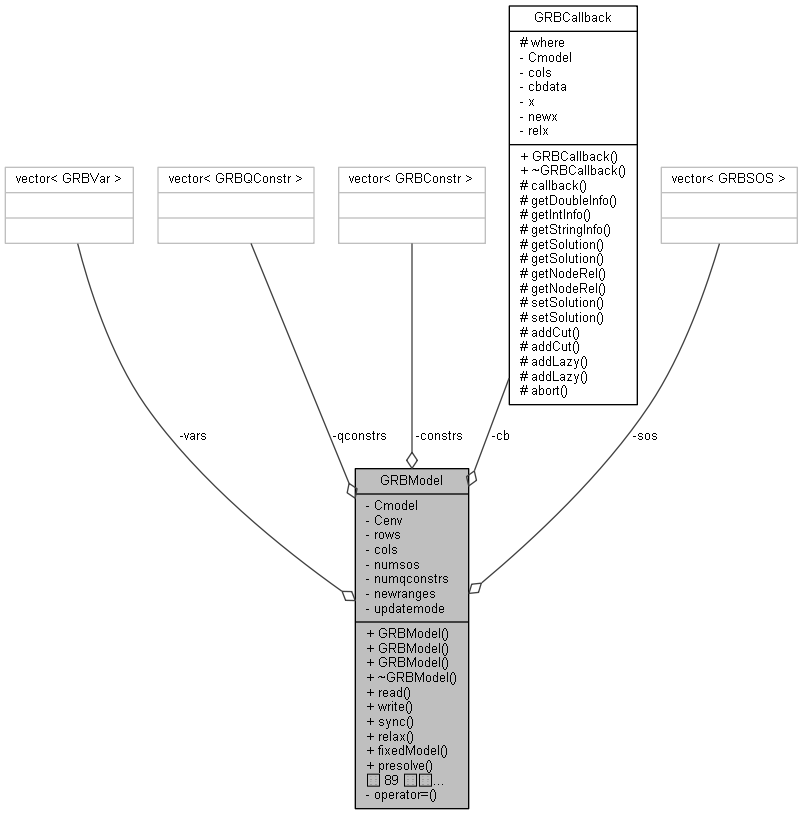 GRBCallback
# where
- Cmodel
- cols
- cbdata
- x
- newx
- relx
+ GRBCallback()
+ ~GRBCallback()
# callback()
# getDoubleInfo()
# getIntInfo()
# getStringInfo()
# getSolution()
# getSolution()
# getNodeRel()
# getNodeRel()
# setSolution()
# setSolution()
# addCut()
# addCut()
# addLazy()
# addLazy()
# abort()
vector< GRBVar >
vector< GRBQConstr >
vector< GRBConstr >
vector< GRBSOS >
-vars
-qconstrs
-constrs
-cb
-sos
GRBModel
- Cmodel
- Cenv
- rows
- cols
- numsos
- numqconstrs
- newranges
- updatemode
+ GRBModel()
+ GRBModel()
+ GRBModel()
+ ~GRBModel()
+ read()
+ write()
+ sync()
+ relax()
+ fixedModel()
+ presolve()
89 ...
- operator=()